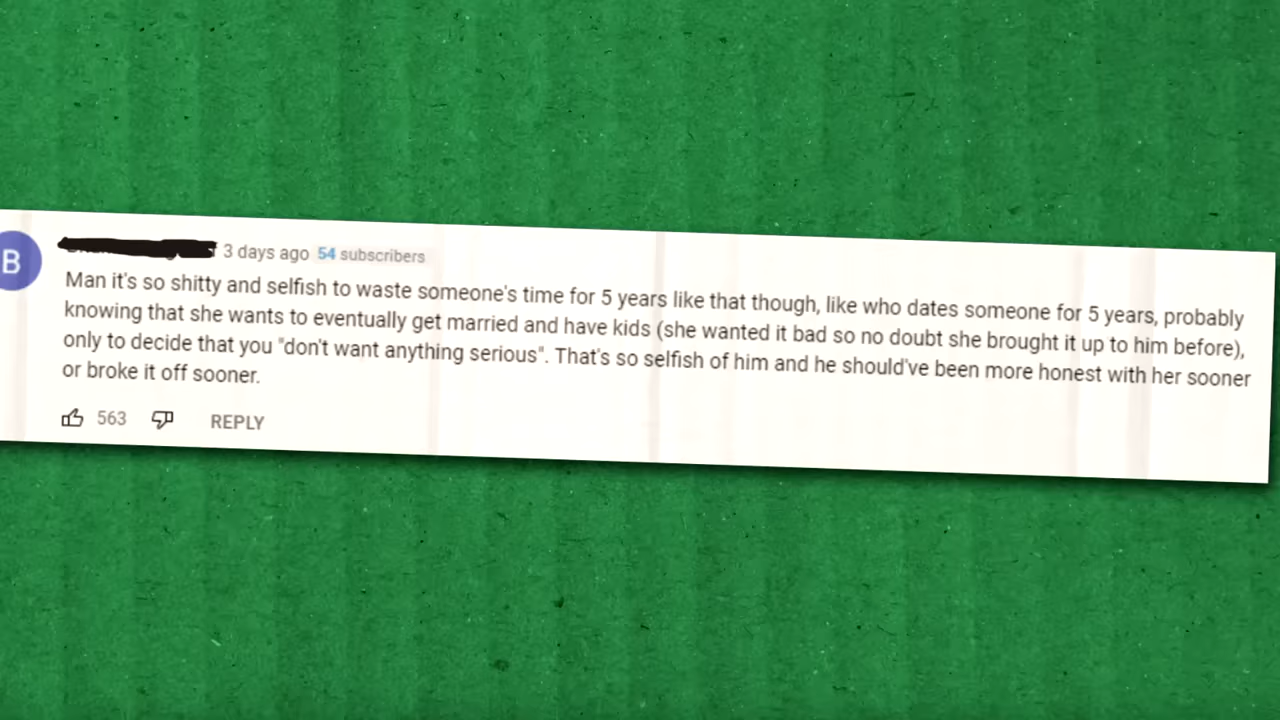 B
3 days ago 54 subscribers
Man it's so shitty and selfish to waste someone's time for 5 years like that though, like who dates someone for 5 years, probably
knowing that she wants to eventually get married and have kids (she wanted it bad so no doubt she brought it up to him before),
only to decide that you "don't want anything serious". That's so selfish of him and he should've been more honest with her sooner
or broke it off sooner.
563 REPLY